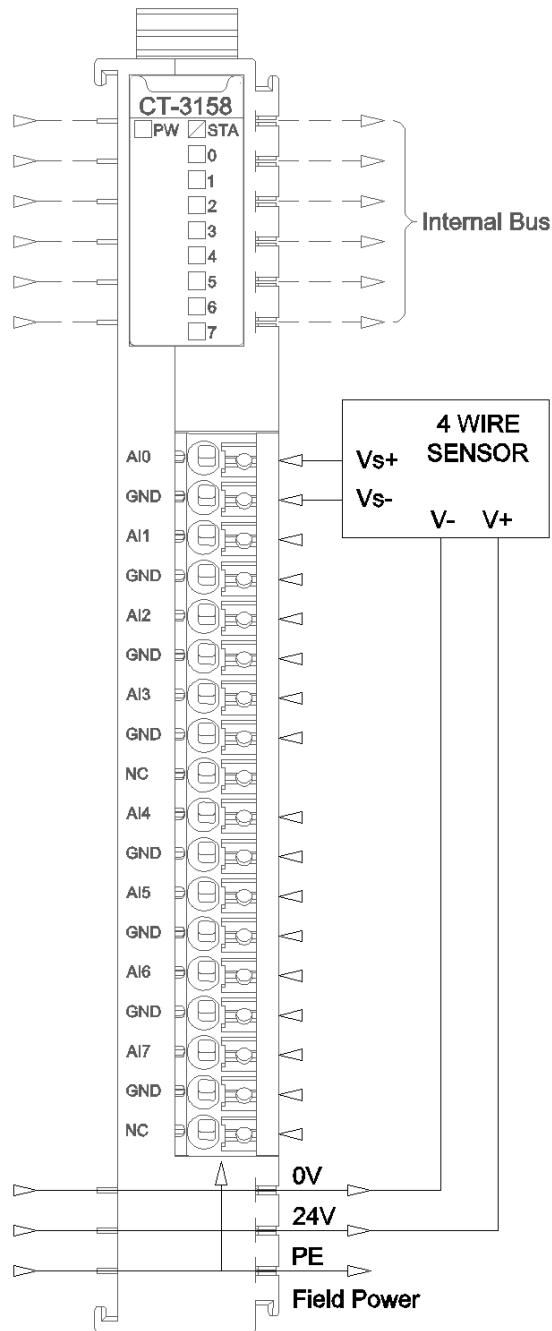 CT-3158
PW STA
0
1
2
3
4
5
6
7
Internal Bus
4 WIRE
SENSOR
Vs+
Vs-
V- V+
AI0
GND
AI1
GND
AI2
GND
AI3
GND
NC
AI4
GND
AI5
GND
AI6
GND
AI7
GND
NC
0V
24V
PE
Field Power